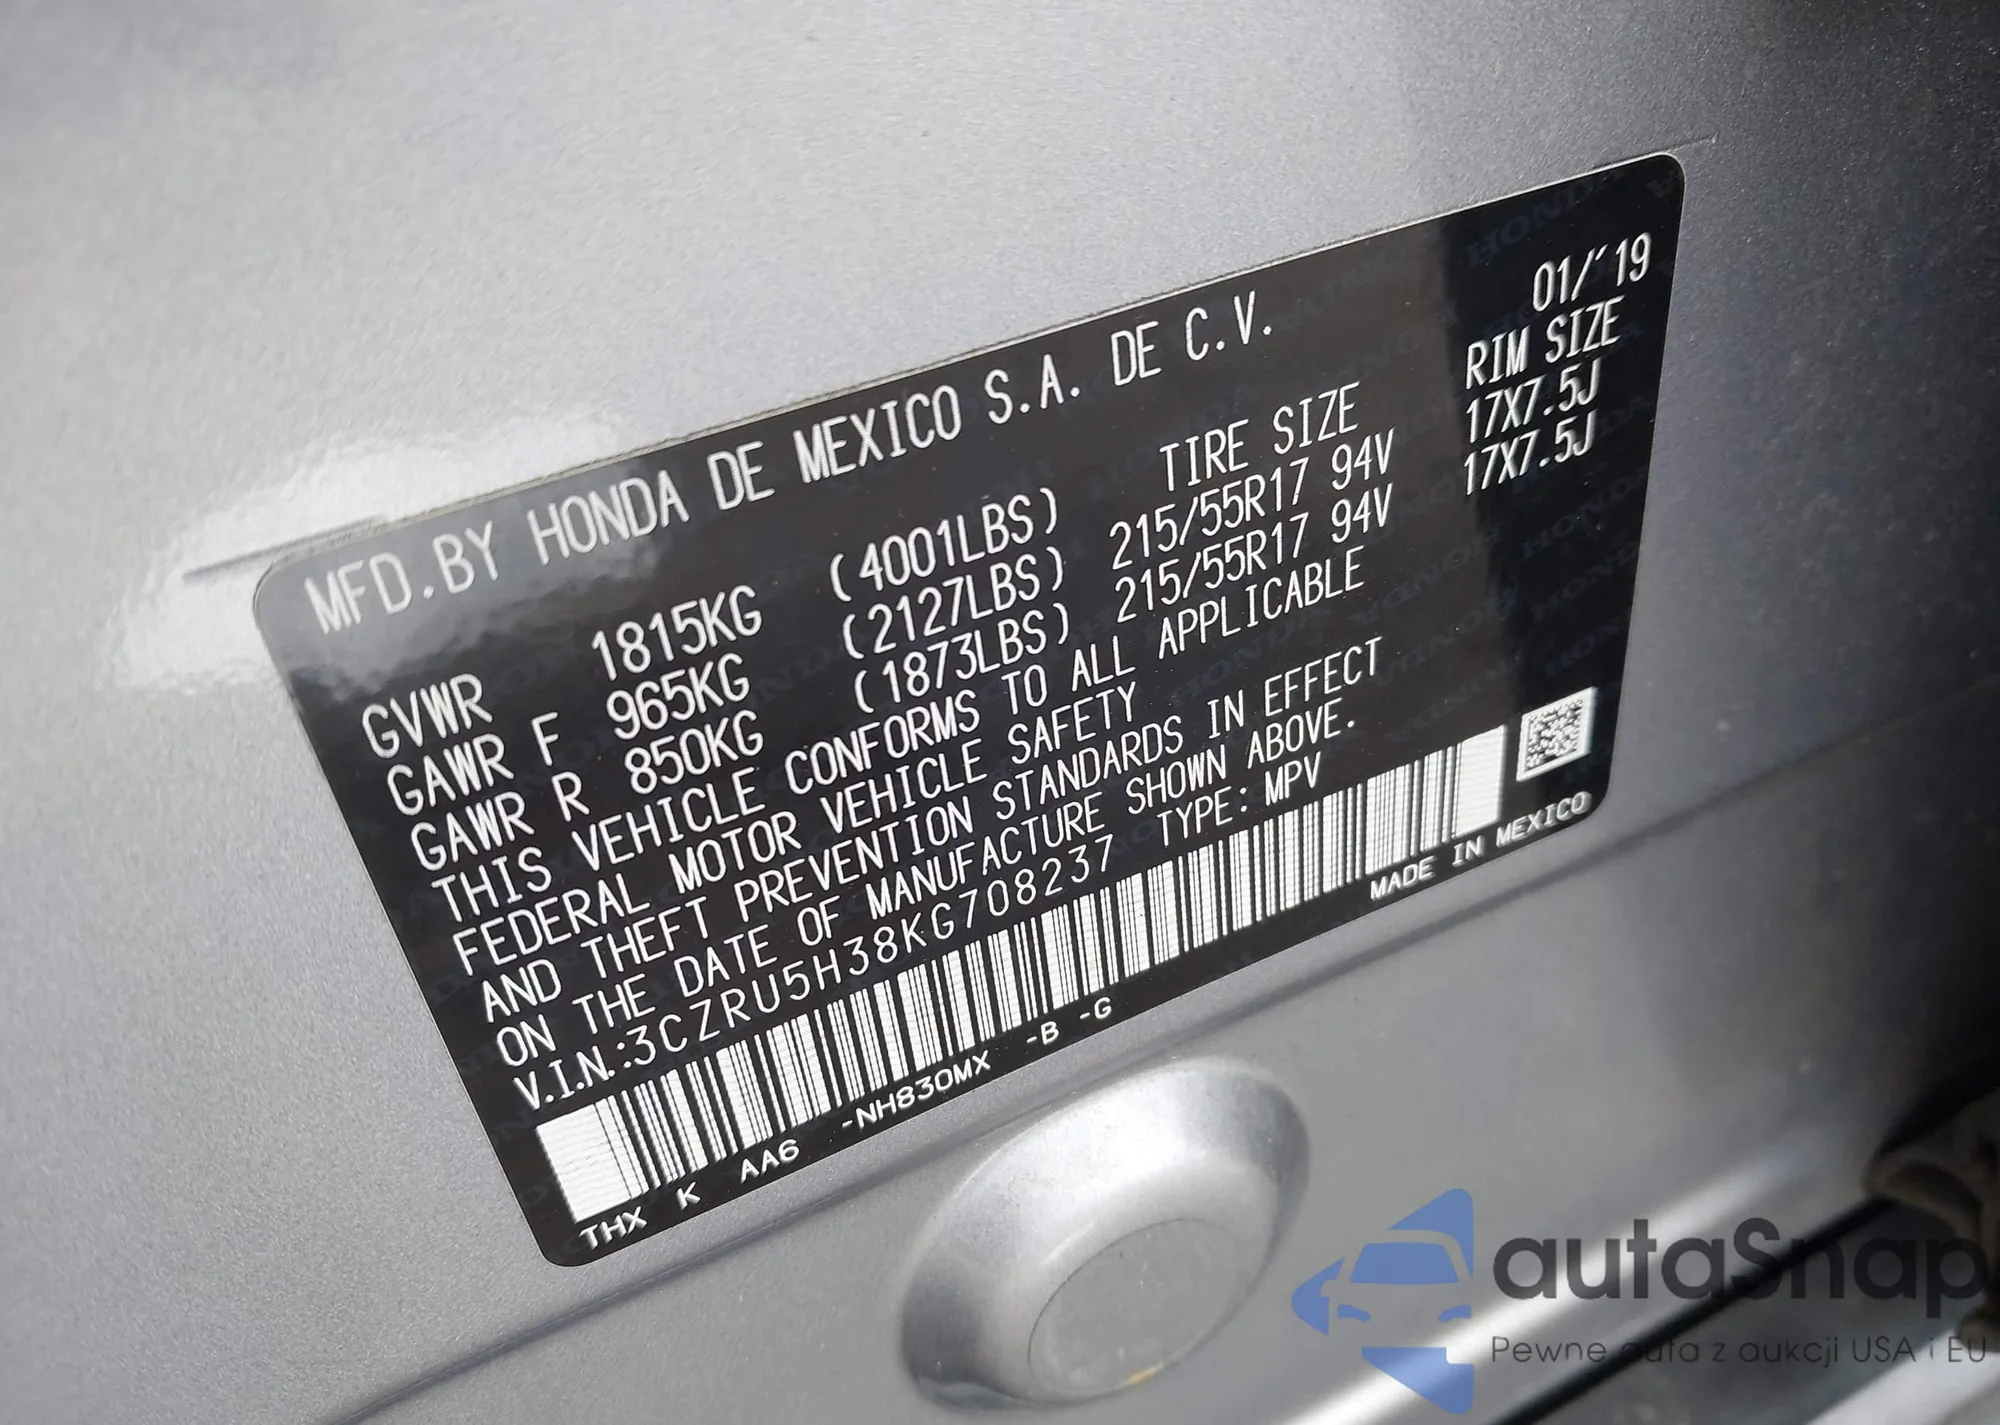 MFD.BY HONDA DE MEXICO S.A. DE C.V. 01/'19
TIRE SIZE RIM SIZE
GVWR 1815KG (4001LBS)
GAWR F 965KG (2127LBS) 215/55R17 94V 17X7.5J
GAWR R 850KG (1873LBS) 215/55R17 94V 17X7.5J
THIS VEHICLE CONFORMS TO ALL APPLICABLE
FEDERAL MOTOR VEHICLE SAFETY
AND THEFT PREVENTION STANDARDS IN EFFECT
ON THE DATE OF MANUFACTURE SHOWN ABOVE.
V.I.N.:3CZRU5H38KG708237 TYPE:MPV
THX K AA6 -NH830MX -B -G MADE IN MEXICO
autaSnap
Pewne auta z aukcji USA i EU